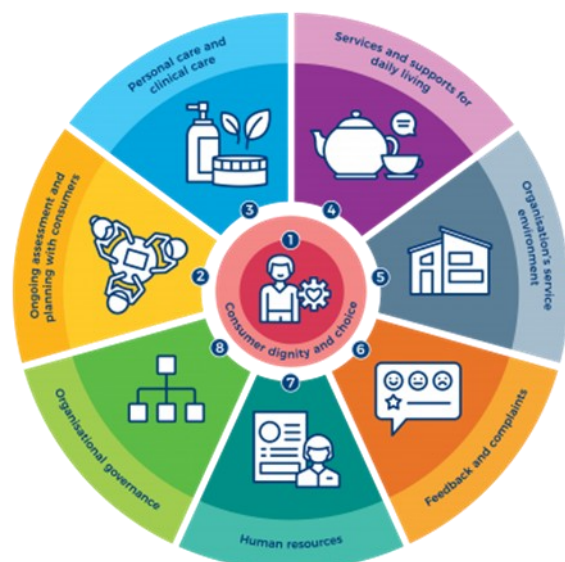 1
Consumer dignity and choice
2
Ongoing assessment and
planning with consumers
3
Personal care and
clinical care
4
Services and supports for
daily living
5
Organisation's service
environment
6
Feedback and complaints
7
Human resources
8
Organisational governance